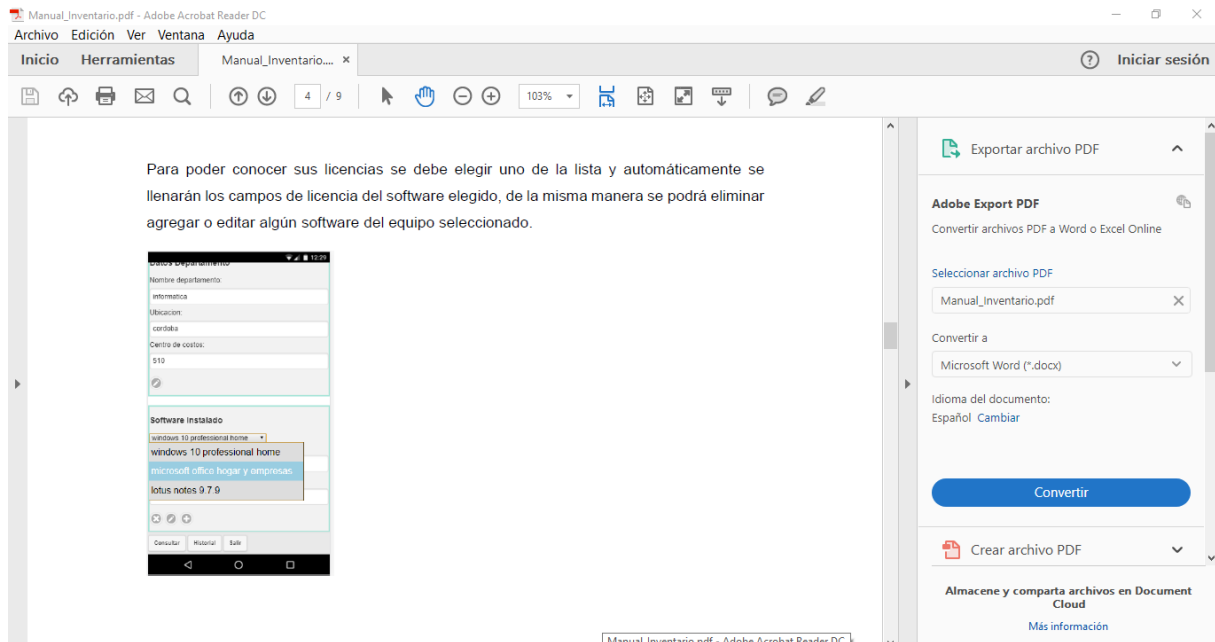 Manual_Inventario.pdf - Adobe Acrobat Reader DC
Archivo Edición Ver Ventana Ayuda
Inicio Herramientas Manual_Inventario.... × ? Iniciar sesión
4 / 9 103%
Para poder conocer sus licencias se debe elegir uno de la lista y automáticamente se
llenarán los campos de licencia del software elegido, de la misma manera se podrá eliminar
agregar o editar algún software del equipo seleccionado.
12:29
Datos Departamento
Nombre departamento:
informatica
Ubicacion:
cordoba
Centro de costos:
510
Software Instalado
windows 10 professional home
windows 10 professional home
microsoft office hogar y empresas
lotus notes 9.7.9
Consultar Historial Salir
Exportar archivo PDF
Adobe Export PDF
Convertir archivos PDF a Word o Excel Online
Seleccionar archivo PDF
Manual_Inventario.pdf
Convertir a
Microsoft Word (*.docx)
Idioma del documento:
Español Cambiar
Convertir
Crear archivo PDF
Almacene y comparta archivos en Document
Cloud
Más información
Manual_Inventario.pdf - Adobe Acrobat Reader DC